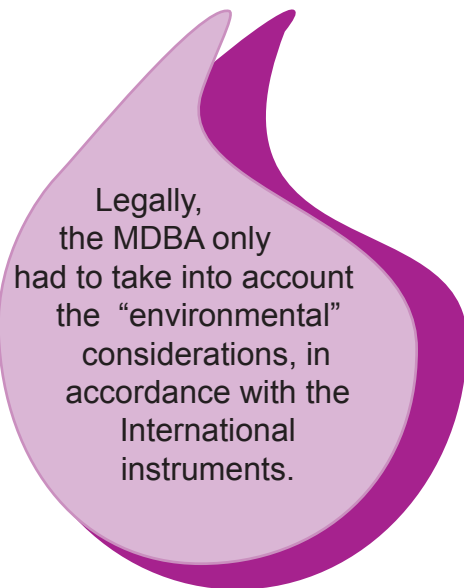 Legally,
the MDBA only
had to take into account
the “environmental”
considerations, in
accordance with the
International
instruments.